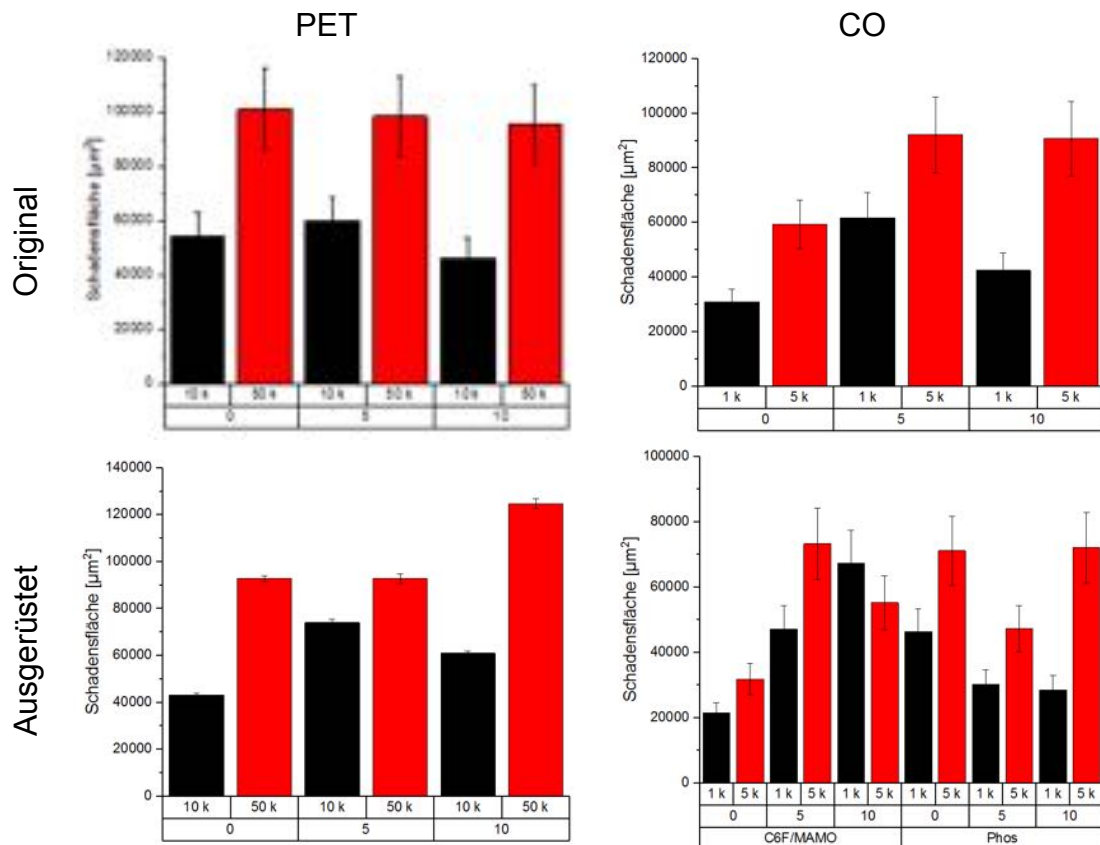 PET
CO
Original
Ausgerüstet
Schadensfläche [µm²]
120000
100000
80000
60000
40000
20000
0
10 k 50 k 10 k 50 k 10 k 50 k
0 5 10
Schadensfläche [µm²]
120000
100000
80000
60000
40000
20000
0
1 k 5 k 1 k 5 k 1 k 5 k
0 5 10
Schadensfläche [µm²]
140000
120000
100000
80000
60000
40000
20000
0
10 k 50 k 10 k 50 k 10 k 50 k
0 5 10
Schadensfläche [µm²]
100000
80000
60000
40000
20000
0
1 k 5 k 1 k 5 k 1 k 5 k 1 k 5 k 1 k 5 k 1 k 5 k
0 5 10 0 5 10
C6F/MAMO Phos